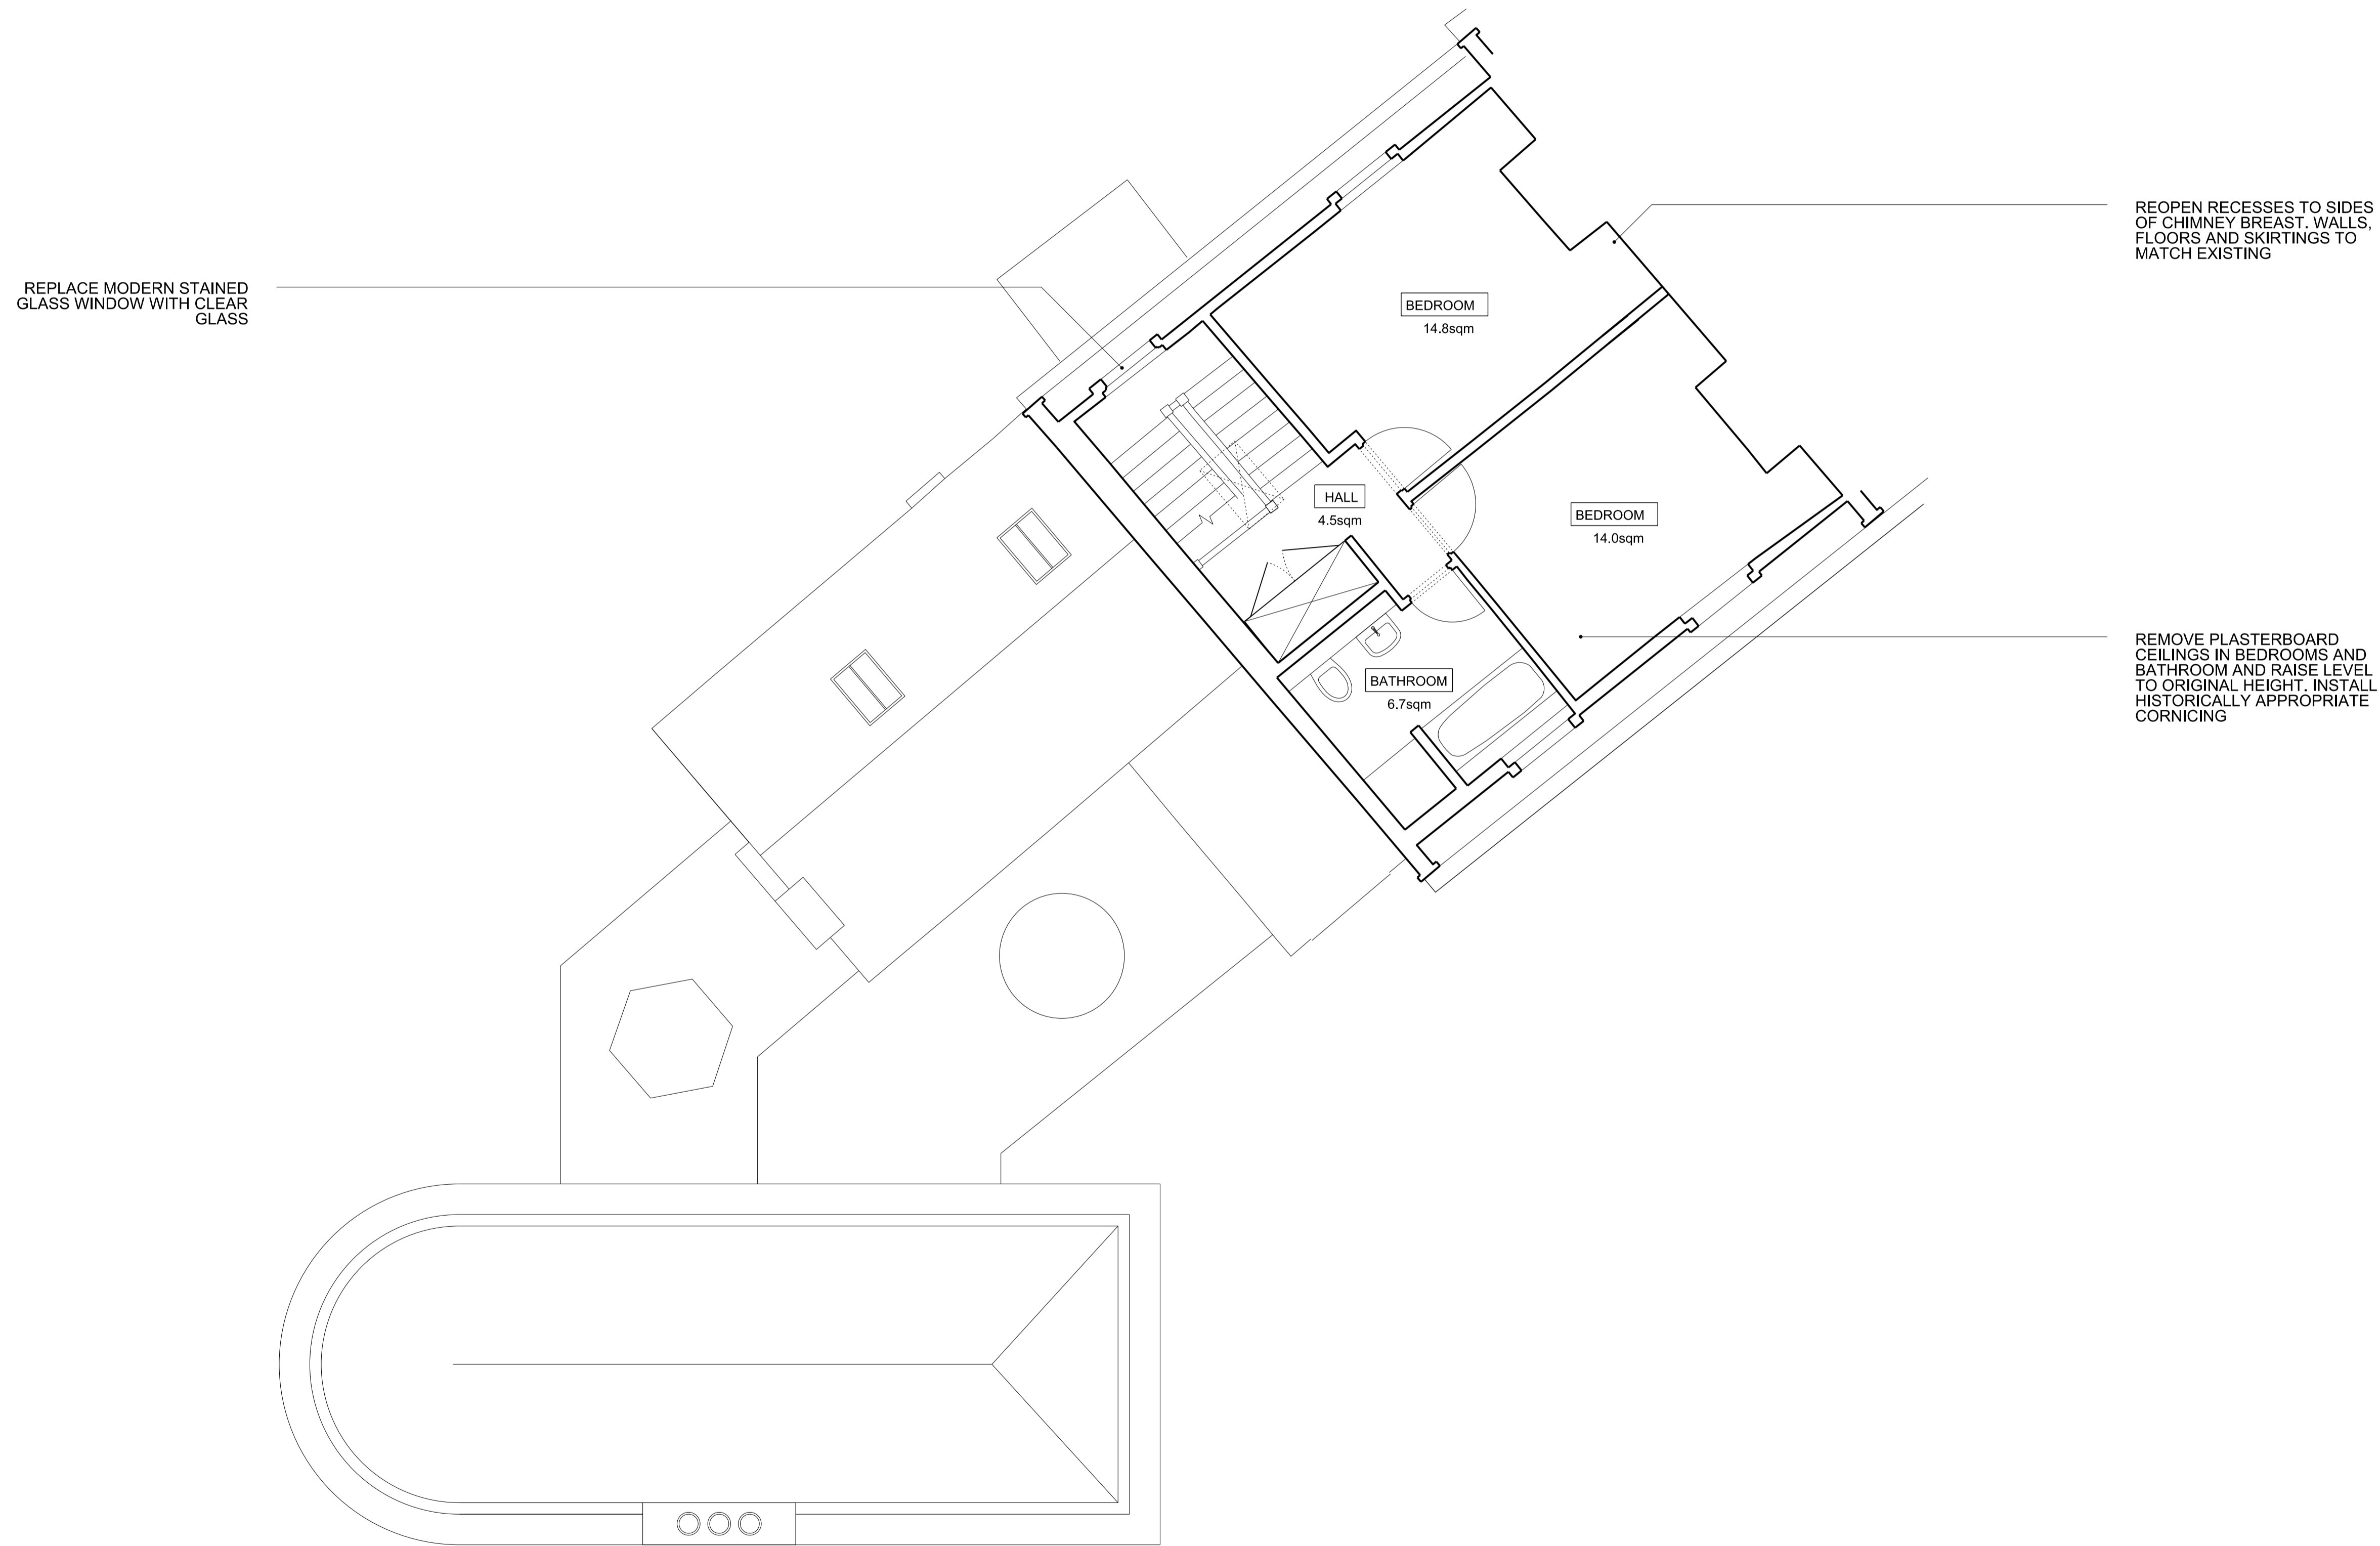 REOPEN RECESSES TO SIDES
OF CHIMNEY BREAST. WALLS,
FLOORS AND SKIRTINGS TO
MATCH EXISTING
REPLACE MODERN STAINED
GLASS WINDOW WITH CLEAR
GLASS
BEDROOM
14.8sqm
HALL
4.5sqm
BEDROOM
14.0sqm
REMOVE PLASTERBOARD
CEILINGS IN BEDROOMS AND
BATHROOM AND RAISE LEVEL
TO ORIGINAL HEIGHT. INSTALL
HISTORICALLY APPROPRIATE
CORNICING
BATHROOM
6.7sqm